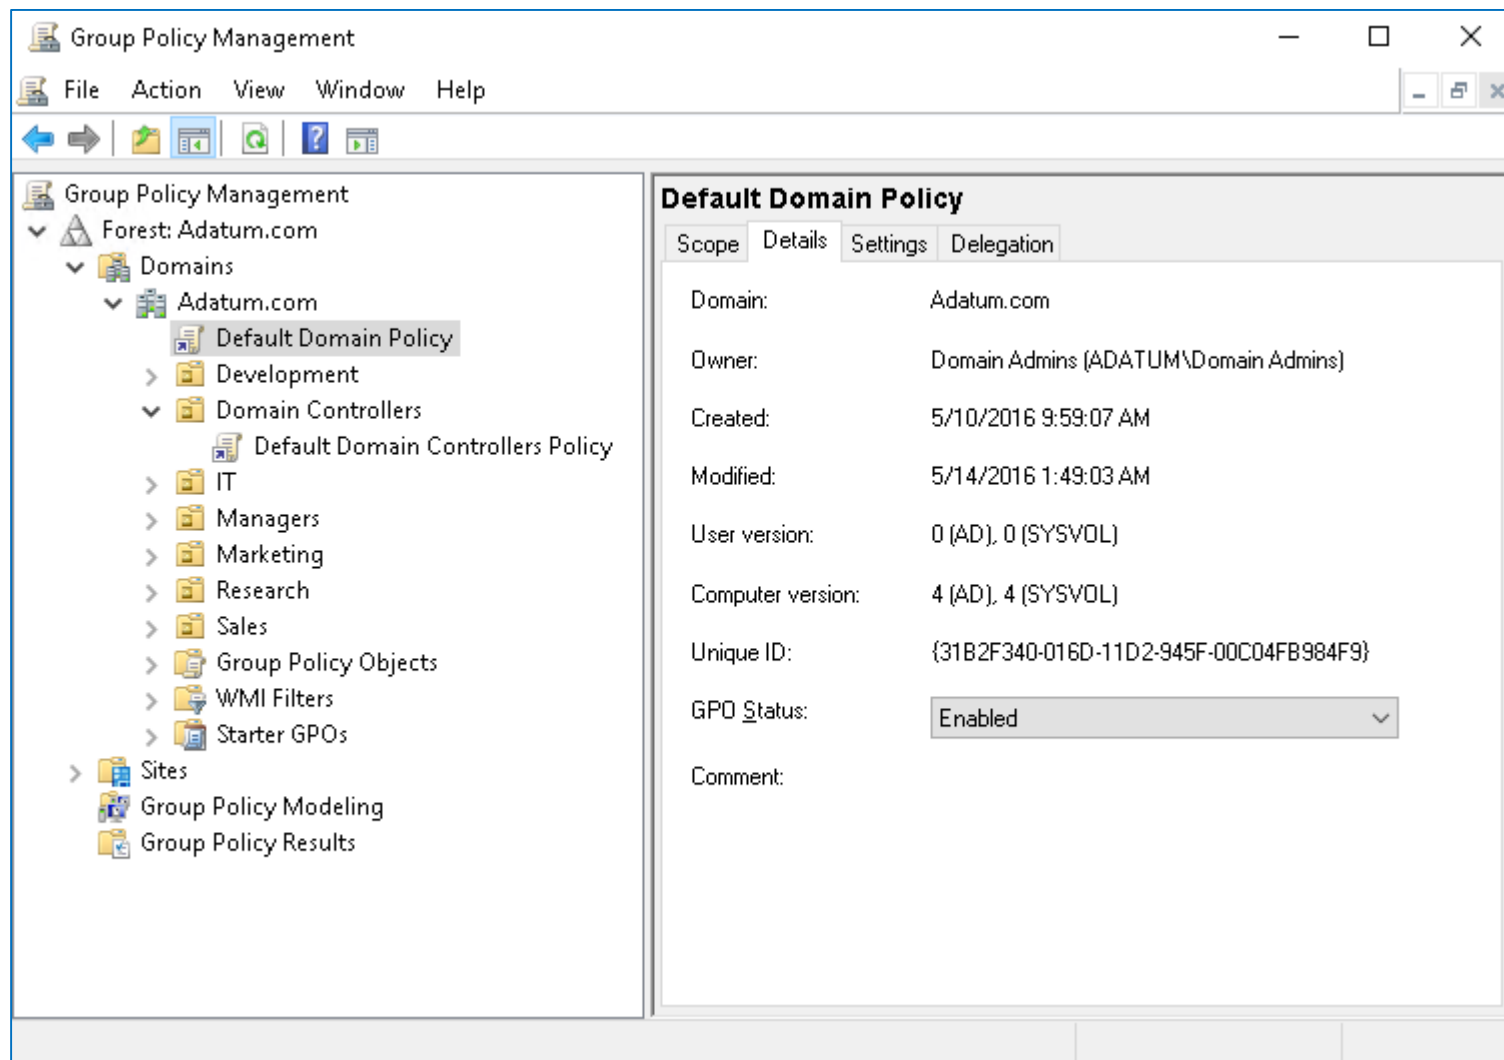 Group Policy Management
File Action View Window Help
Group Policy Management
Forest: Adatum.com
Domains
Adatum.com
Default Domain Policy
Development
Domain Controllers
Default Domain Controllers Policy
IT
Managers
Marketing
Research
Sales
Group Policy Objects
WMI Filters
Starter GPOs
Sites
Group Policy Modeling
Group Policy Results
Default Domain Policy
Scope Details Settings Delegation
Domain: Adatum.com
Owner: Domain Admins (ADATUM\Domain Admins)
Created: 5/10/2016 9:59:07 AM
Modified: 5/14/2016 1:49:03 AM
User version: 0 (AD), 0 (SYSVOL)
Computer version: 4 (AD), 4 (SYSVOL)
Unique ID: {31B2F340-016D-11D2-945F-00C04FB984F9}
GPO Status: Enabled
Comment: